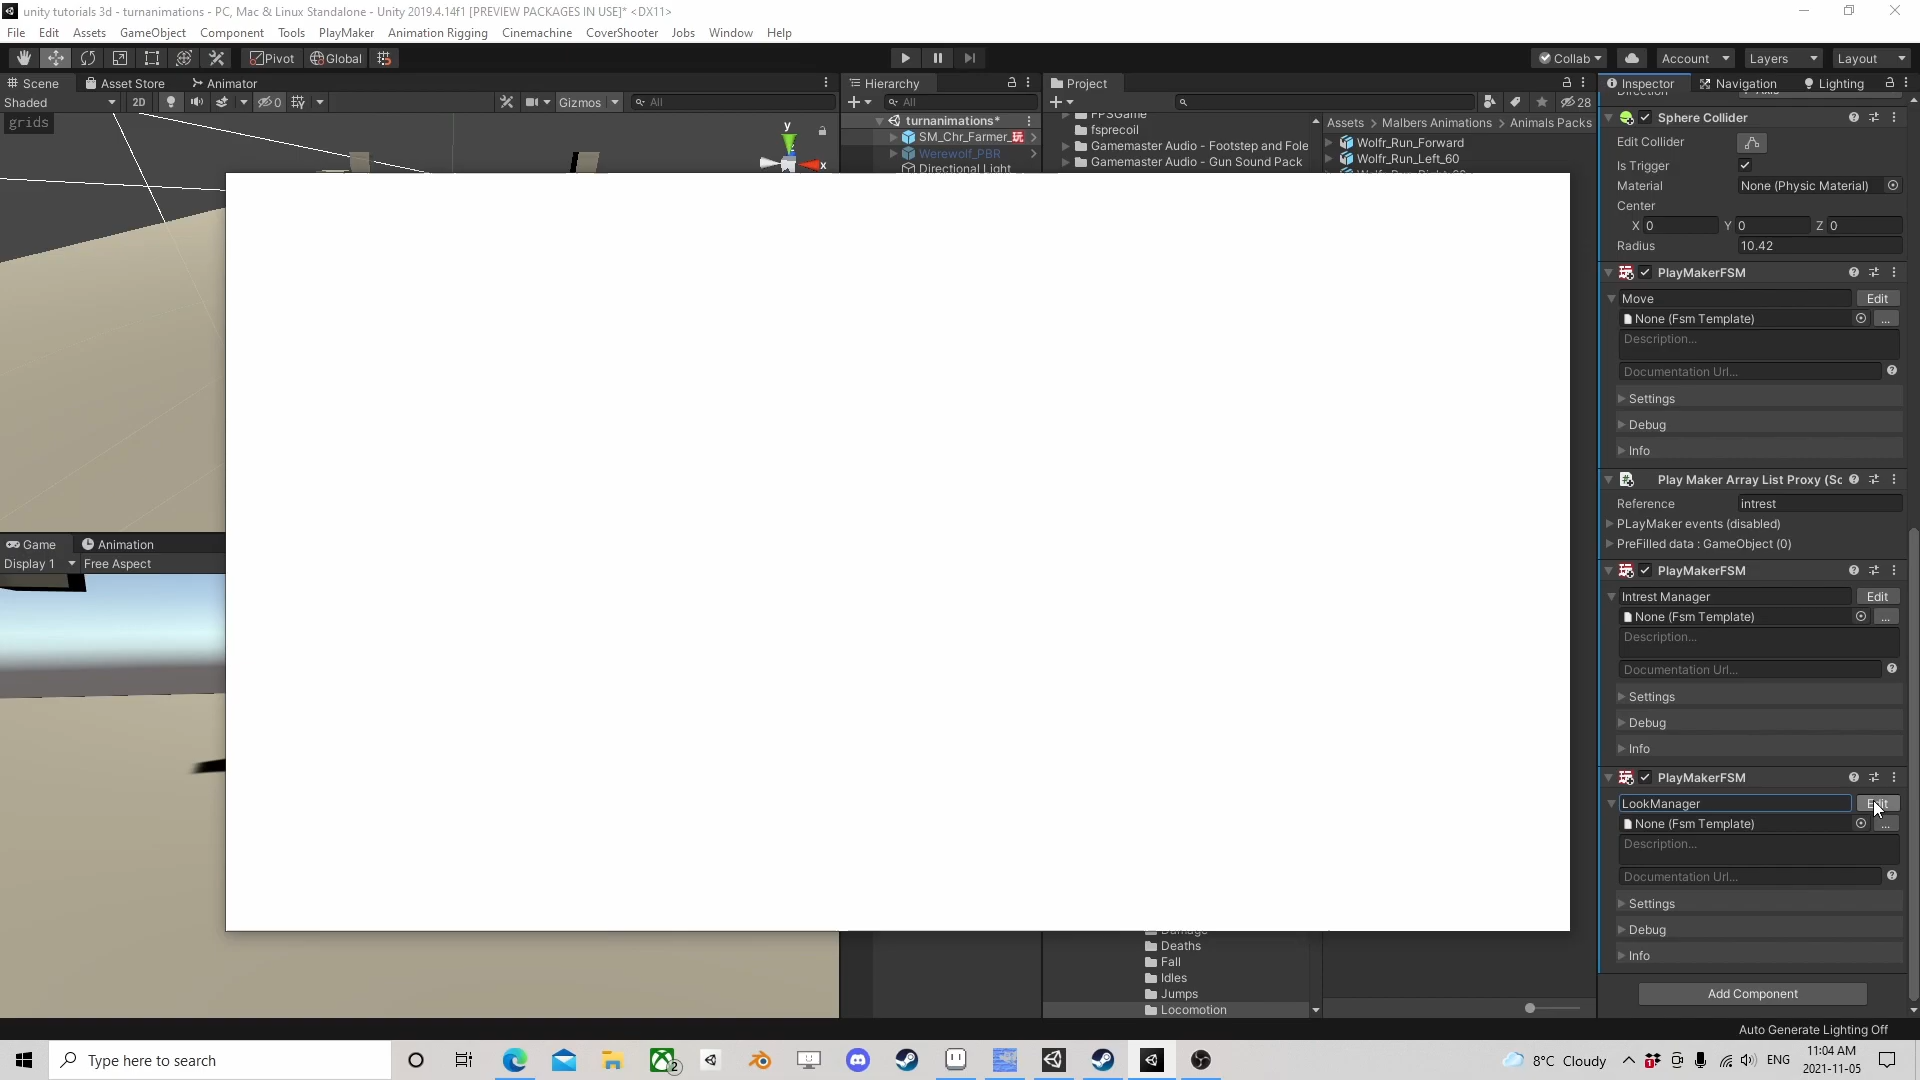 unity tutorials 3d - turnanimations - PC, Mac & Linux Standalone - Unity 2019.4.14f1 [PREVIEW PACKAGES IN USE]* <DX11>
File Edit Assets GameObject Component Tools PlayMaker Animation Rigging Cinemachine CoverShooter Jobs Window Help
Pivot Global Collab Account Layers Layout
Scene Asset Store Animator
Shaded 2D 0 Gizmos All
grids
y
x
Hierarchy
All
turnanimations*
SM_Chr_Farmer_
Werewolf_PBR
Directional Light
Project
28
FPSGame
fsprecoil
Gamemaster Audio - Footstep and Fole
Gamemaster Audio - Gun Sound Pack
Assets > Malbers Animations > Animals Packs
Wolfr_Run_Forward
Wolfr_Run_Left_60
Deaths
Fall
Idles
Jumps
Locomotion
Game Animation
Display 1 Free Aspect
Inspector Navigation Lighting
Sphere Collider
Edit Collider
Is Trigger
Material None (Physic Material)
Center
X 0 Y 0 Z 0
Radius 10.42
PlayMakerFSM
Move Edit
None (Fsm Template) ...
Description...
Documentation Url...
Settings
Debug
Info
Play Maker Array List Proxy (Sc
Reference intrest
PLayMaker events (disabled)
PreFilled data : GameObject (0)
PlayMakerFSM
Intrest Manager Edit
None (Fsm Template) ...
Description...
Documentation Url...
Settings
Debug
Info
PlayMakerFSM
LookManager Edit
None (Fsm Template) ...
Description...
Documentation Url...
Settings
Debug
Info
Add Component
Auto Generate Lighting Off
Type here to search
2
8°C Cloudy
ENG
11:04 AM
2021-11-05